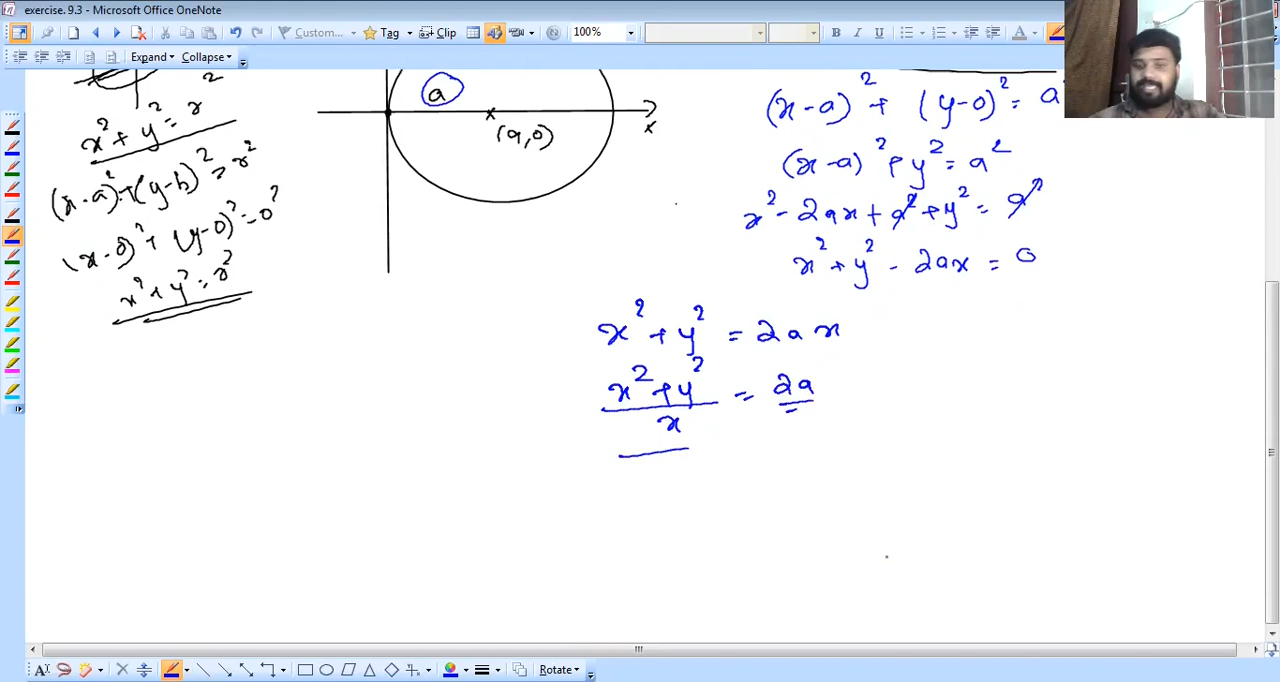 exercise. 9.3 - Microsoft OneNote
Custom... Tag Clip 100% B I U A
Expand Collapse
x² + y² = r²
(x-a)² + (y-b)² = r²
(x-0)² + (y-0)² = 0²
x² + y² = r²
a
(a,0)
x
(x-a)² + (y-0)² = a
(x-a)² + y² = a²
x² - 2ax + a² + y² = a²
x² + y² - 2ax = 0
x² + y² = 2ax
x² + y² / x = 2a
Rotate